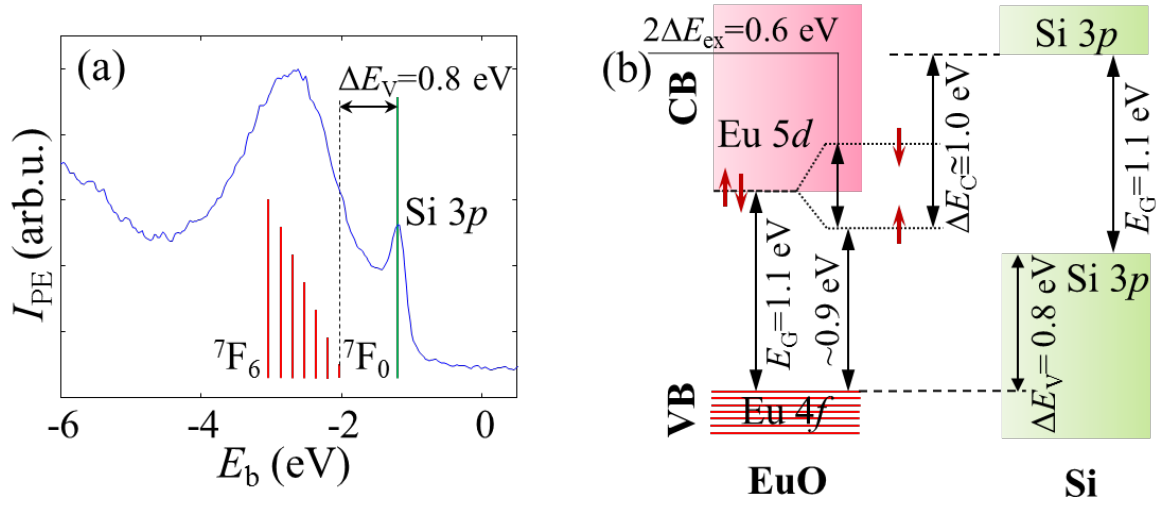 (a)
ΔE_V=0.8 eV
Si 3p
⁷F₆
⁷F₀
I_PE (arb.u.)
-6
-4
-2
0
E_b (eV)
(b)
2ΔE_ex=0.6 eV
CB
Eu 5d
E_G=1.1 eV
~0.9 eV
ΔE_C≃1.0 eV
VB
Eu 4f
EuO
Si 3p
E_G=1.1 eV
Si 3p
ΔE_V=0.8 eV
Si